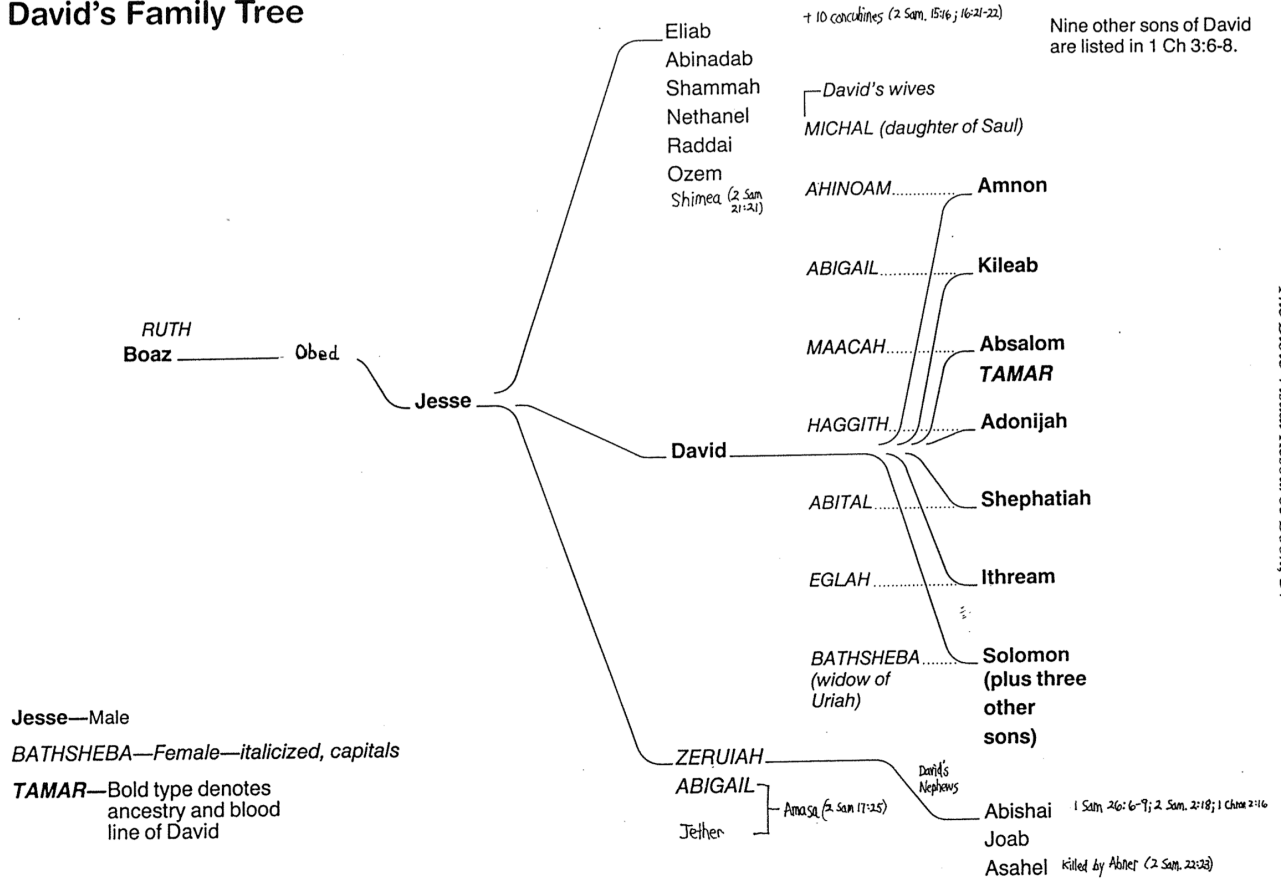 David's Family Tree
+ 10 concubines (2 Sam. 15:16; 16:21-22)
Nine other sons of David
are listed in 1 Ch 3:6-8.
Eliab
Abinadab
Shammah
Nethanel
Raddai
Ozem
Shimea (2 Sam
21:21)
David's wives
MICHAL (daughter of Saul)
AHINOAM
Amnon
ABIGAIL
Kileab
RUTH
Boaz
Obed
Jesse
David
MAACAH
Absalom
TAMAR
HAGGITH
Adonijah
ABITAL
Shephatiah
EGLAH
Ithream
BATHSHEBA
(widow of
Uriah)
Solomon
(plus three
other
sons)
ZERUIAH
ABIGAIL
Jether
Amasa (2 Sam 17:25)
David's
Nephews
Abishai 1 Sam 26:6-9; 2 Sam. 2:18; 1 Chron 2:16
Joab
Asahel killed by Abner (2 Sam. 22:23)
Jesse—Male
BATHSHEBA—Female—italicized, capitals
TAMAR—Bold type denotes
ancestry and blood
line of David